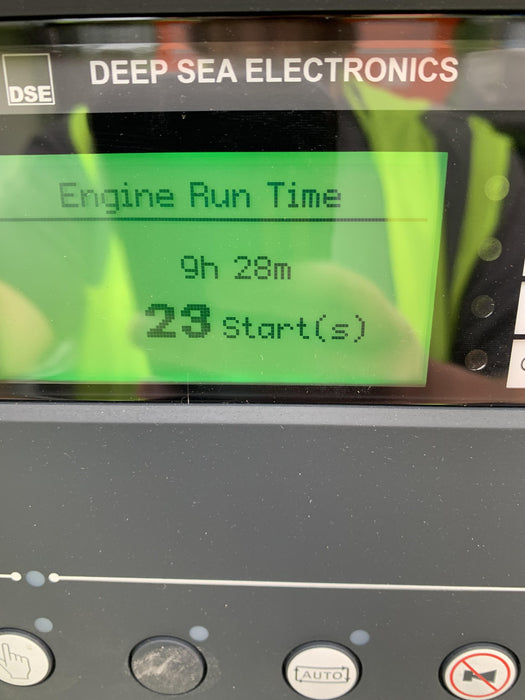 DSE
DEEP SEA ELECTRONICS
Engine Run Time
9h 28m
23 Start(s)
AUTO